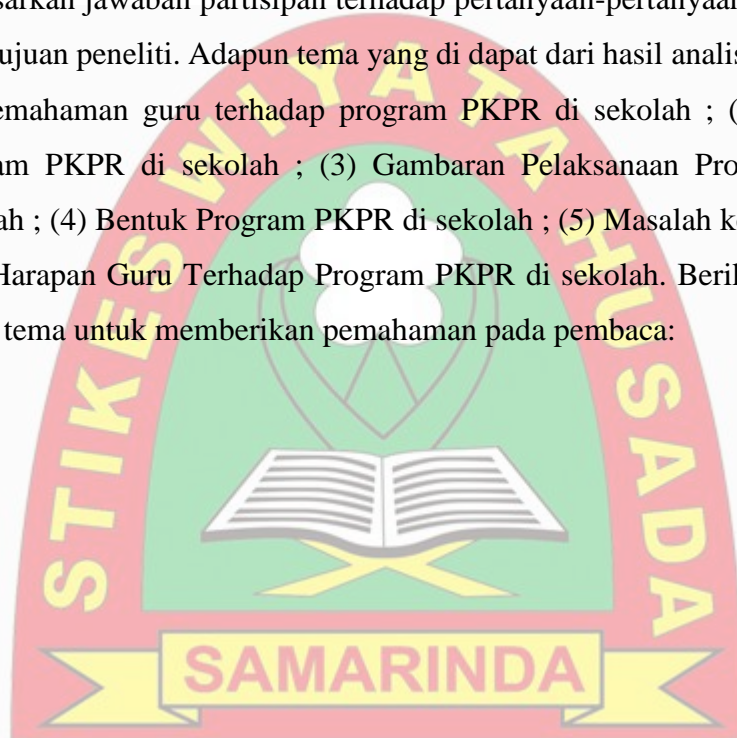 sarkan jawaban partisipan terhadap pertanyaan-pertanyaan
ujuan peneliti. Adapun tema yang di dapat dari hasil analis
emahaman guru terhadap program PKPR di sekolah ; (
am PKPR di sekolah ; (3) Gambaran Pelaksanaan Pro
ah ; (4) Bentuk Program PKPR di sekolah ; (5) Masalah k
Harapan Guru Terhadap Program PKPR di sekolah. Beri
tema untuk memberikan pemahaman pada pembaca:
STIKES WIYATA HUSADA
SAMARINDA